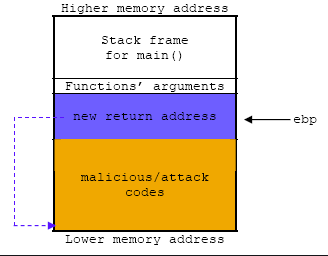 Higher memory address
Stack frame
for main()
Functions' arguments
new return address
ebp
malicious/attack
codes
Lower memory address